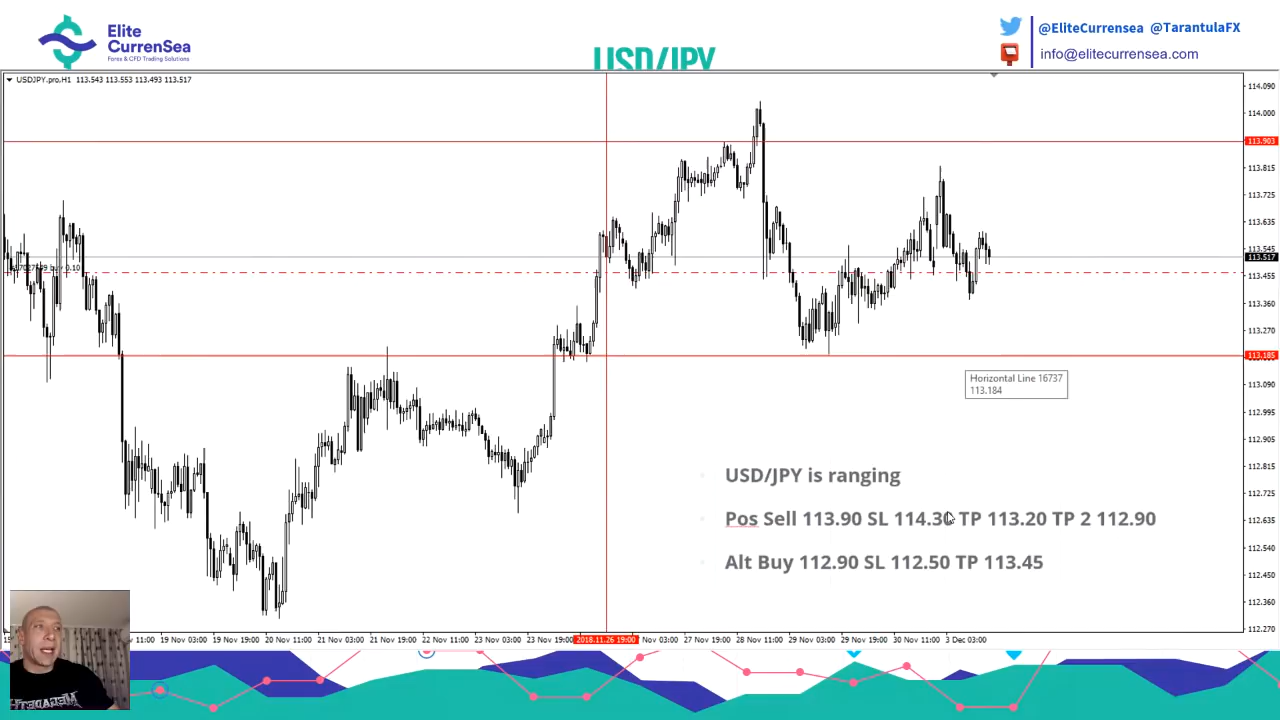 Elite
CurrenSea
Forex & CFD Trading Solutions
USD/JPY
@EliteCurrensea @TarantulaFX
info@elitecurrensea.com
USDJPY.pro,H1 113.543 113.553 113.493 113.517
114.090
114.000
113.903
113.815
113.725
113.635
113.545
113.517
113.455
113.360
113.270
113.185
113.090
112.995
112.905
112.815
112.725
112.635
112.540
112.450
112.360
112.270
buy 0.10
Horizontal Line 16737
113.184
USD/JPY is ranging
Pos Sell 113.90 SL 114.30 TP 113.20 TP 2 112.90
Alt Buy 112.90 SL 112.50 TP 113.45
11:00 19 Nov 03:00 19 Nov 19:00 20 Nov 11:00 21 Nov 03:00 21 Nov 19:00 22 Nov 11:00 23 Nov 03:00 23 Nov 19:00 2018.11.26 19:00 Nov 03:00 27 Nov 19:00 28 Nov 11:00 29 Nov 03:00 29 Nov 19:00 30 Nov 11:00 3 Dec 03:00
MEGADETH